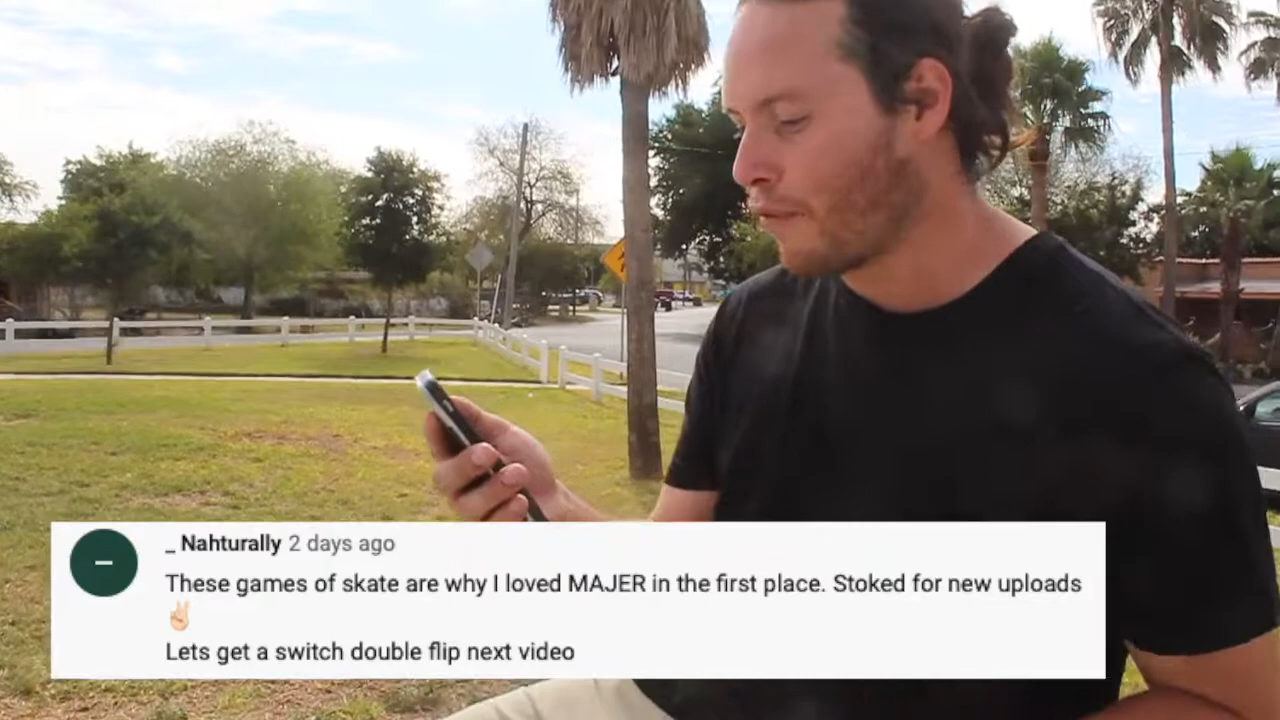 _ Nahturally 2 days ago
These games of skate are why I loved MAJER in the first place. Stoked for new uploads
✌🏻
Lets get a switch double flip next video